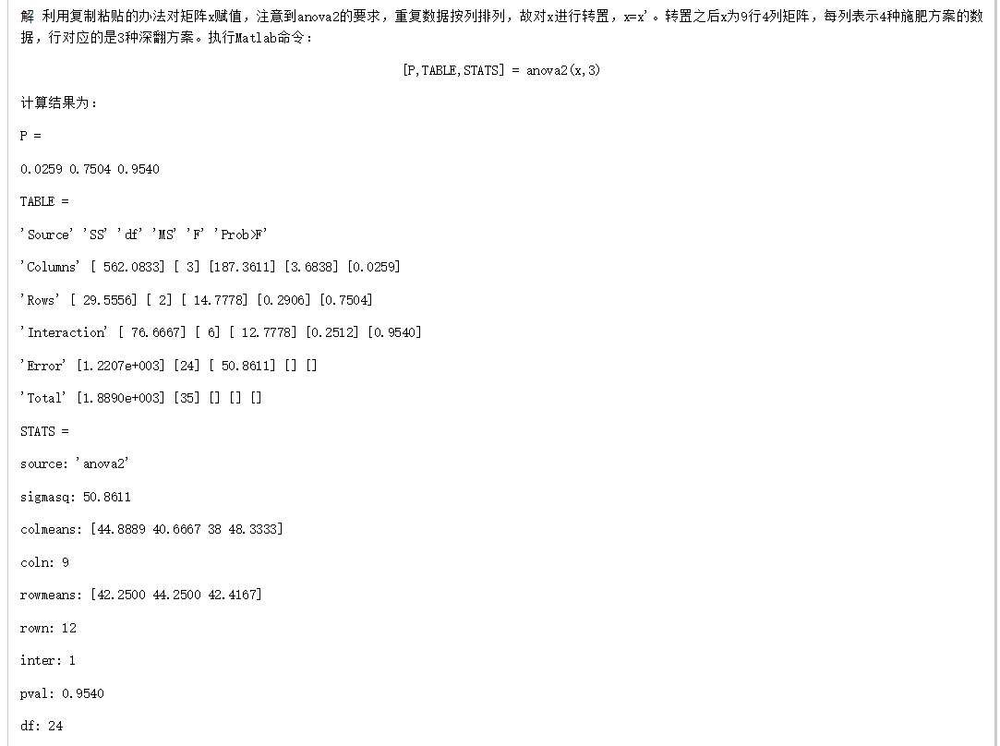 解 利用复制粘贴的办法对矩阵x赋值，注意到anova2的要求，重复数据按列排列，故对x进行转置，x=x'。转置之后x为9行4列矩阵，每列表示4种施肥方案的数
据，行对应的是3种深翻方案。执行Matlab命令：
[P,TABLE,STATS] = anova2(x,3)
计算结果为：
P =
0.0259 0.7504 0.9540
TABLE =
'Source' 'SS' 'df' 'MS' 'F' 'Prob>F'
'Columns' [ 562.0833] [ 3] [187.3611] [3.6838] [0.0259]
'Rows' [ 29.5556] [ 2] [ 14.7778] [0.2906] [0.7504]
'Interaction' [ 76.6667] [ 6] [ 12.7778] [0.2512] [0.9540]
'Error' [1.2207e+003] [24] [ 50.8611] [] []
'Total' [1.8890e+003] [35] [] [] []
STATS =
source: 'anova2'
sigmasq: 50.8611
colmeans: [44.8889 40.6667 38 48.3333]
coln: 9
rowmeans: [42.2500 44.2500 42.4167]
rown: 12
inter: 1
pval: 0.9540
df: 24